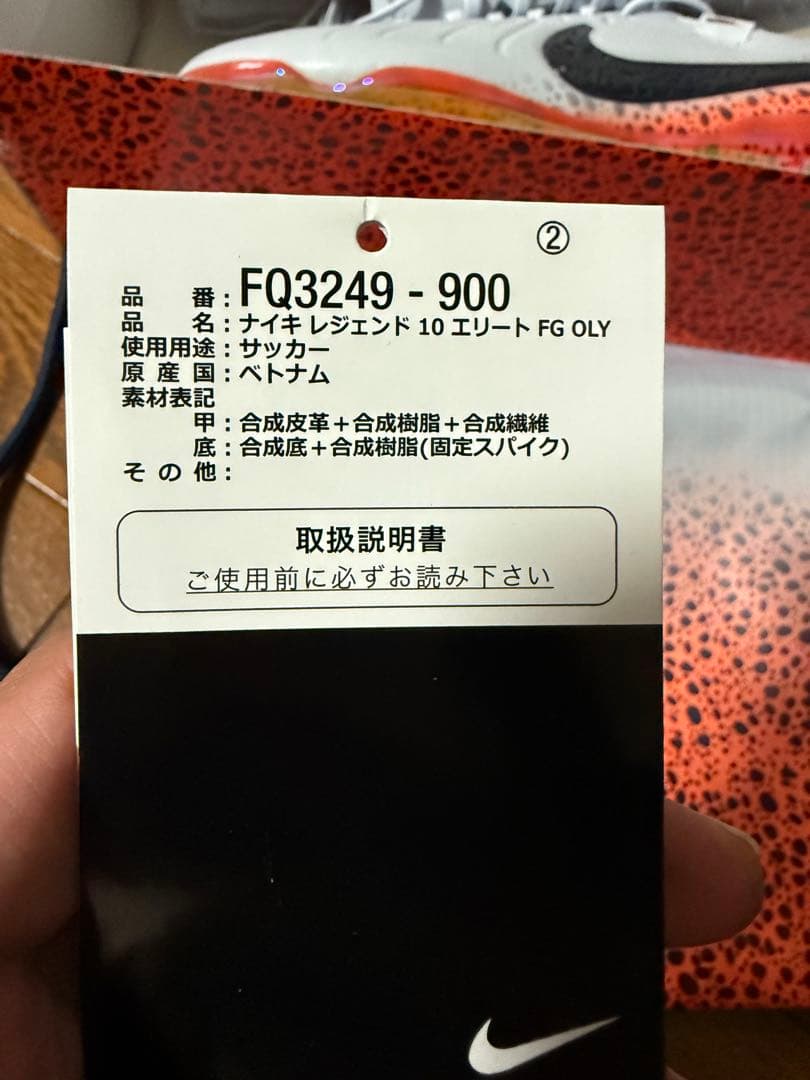 ②
品　　番：FQ3249 - 900
品　　名：ナイキ レジェンド 10 エリート FG OLY
使用用途：サッカー
原 産 国：ベトナム
素材表記
甲：合成皮革＋合成樹脂＋合成繊維
底：合成底＋合成樹脂(固定スパイク)
そ の 他：
取扱説明書
ご使用前に必ずお読み下さい